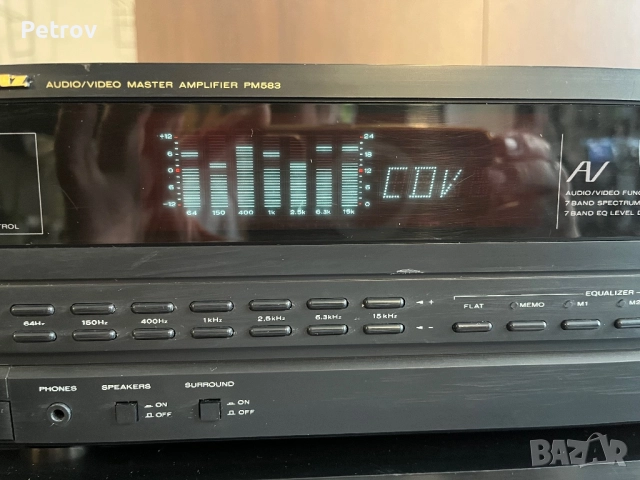 Petrov
AUDIO/VIDEO MASTER AMPLIFIER PM583
+12 24
6 18
0 12
6 6
-12 0
64 150 400 1k 2.5k 6.3k 15k
CDV
AV
AUDIO/VIDEO FUNC
7 BAND SPECTRUM
7 BAND EQ LEVEL D
TROL
+
64Hz 150Hz 400Hz 1kHz 2.5kHz 6.3kHz 15kHz
-
EQUALIZER
FLAT MEMO M1 M2
PHONES SPEAKERS SURROUND
ON ON
OFF OFF
BAZAR